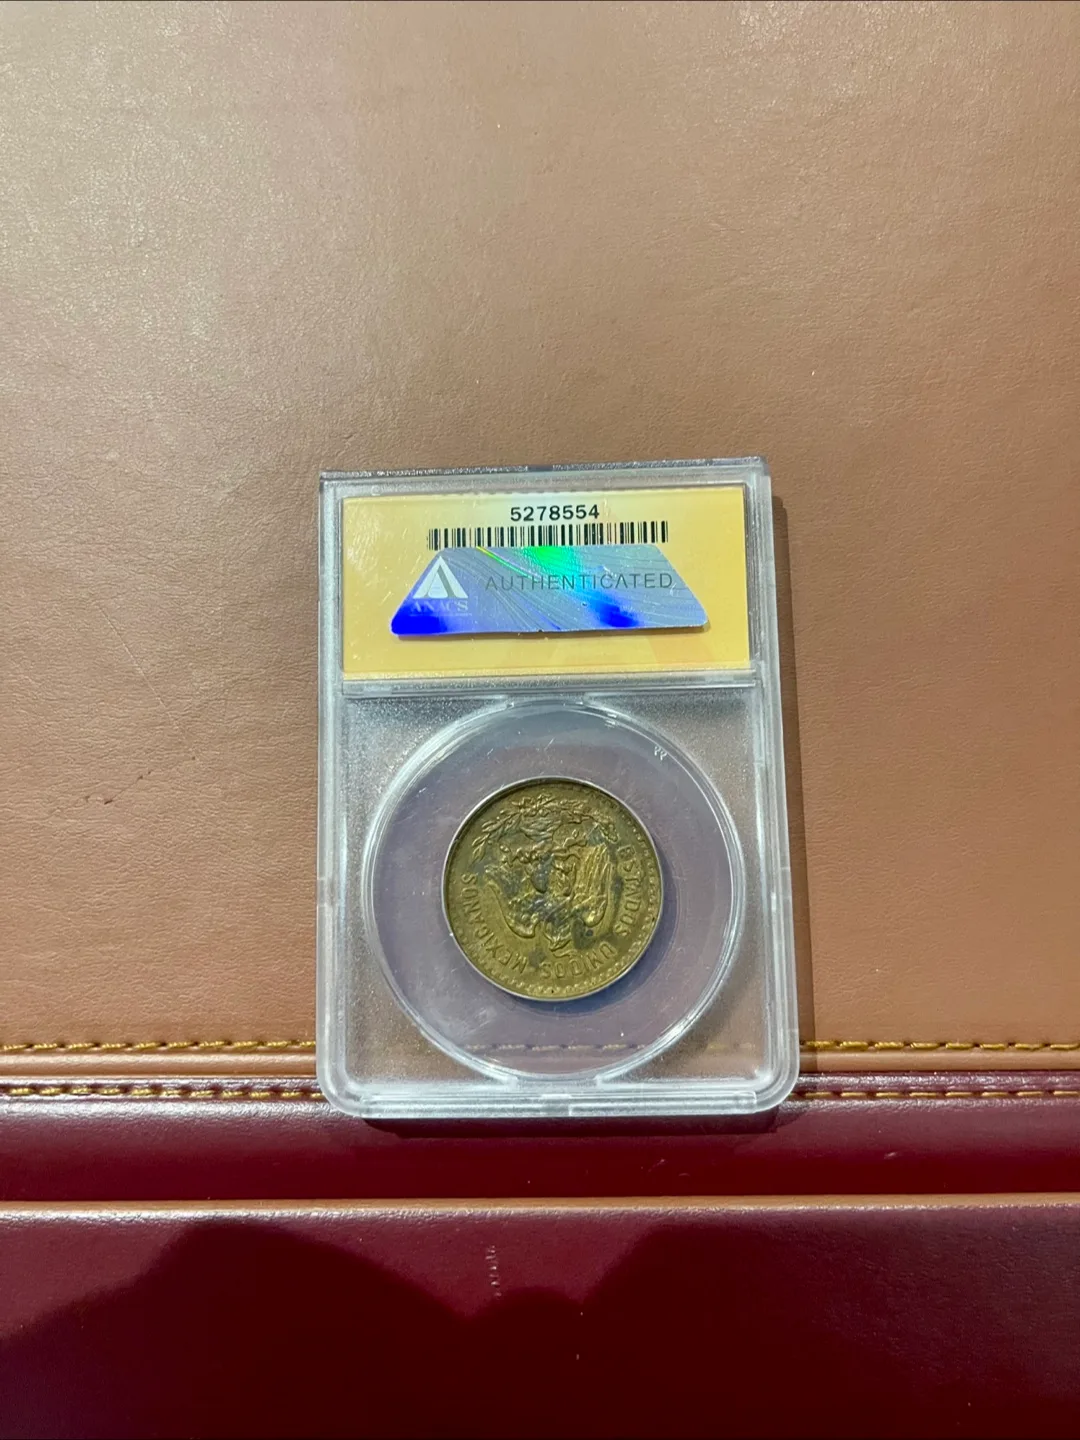 5278554
AUTHENTICATED
ANACS
ESTADOS UNIDOS MEXICANOS